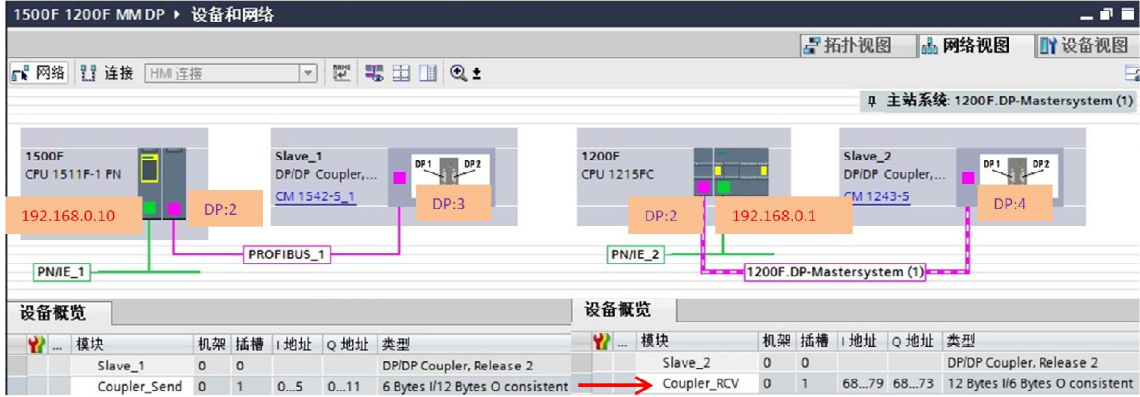 1500F 1200F MM DP ▸ 设备和网络
拓扑视图 网络视图 设备视图
网络 连接 HMI 连接
主站系统: 1200F.DP-Mastersystem (1)
1500F
CPU 1511F-1 PN
Slave_1
DP/DP Coupler,...
CM 1542-5_1
DP1 DP2
1200F
CPU 1215FC
Slave_2
DP/DP Coupler,...
CM 1243-5
DP1 DP2
192.168.0.10
DP:2
DP:3
DP:2
192.168.0.1
DP:4
PROFIBUS_1
PN/IE_2
PN/IE_1
1200F.DP-Mastersystem (1)
设备概览
... 模块 机架 插槽 I 地址 Q 地址 类型
Slave_1 0 0 DP/DP Coupler, Release 2
Coupler_Send 0 1 0...5 0...11 6 Bytes I/12 Bytes O consistent
设备概览
... 模块 机架 插槽 I 地址 Q 地址 类型
Slave_2 0 0 DP/DP Coupler, Release 2
Coupler_RCV 0 1 68...79 68...73 12 Bytes I/6 Bytes O consistent